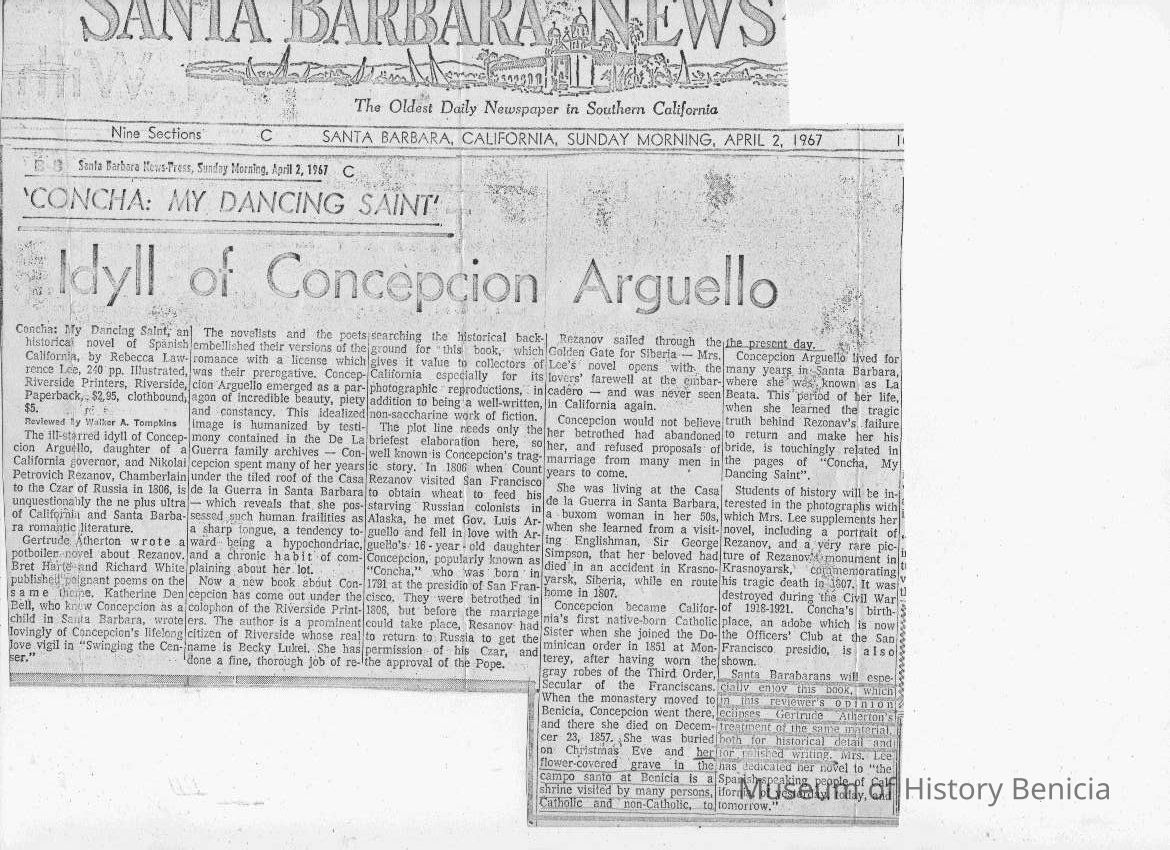 SANTA BARBARA NEWS
The Oldest Daily Newspaper in Southern California
Nine Sections C SANTA BARBARA, CALIFORNIA, SUNDAY MORNING, APRIL 2, 1967
Santa Barbara News-Press, Sunday Morning, April 2, 1967 C
'CONCHA: MY DANCING SAINT'
Idyll of Concepcion Arguello
Concha: My Dancing Saint, an
historical novel of Spanish
California, by Rebecca Law-
rence Lee, 240 pp. Illustrated,
Riverside Printers, Riverside,
Paperback, $2.95, clothbound,
$5.
Reviewed By Walker A. Tompkins
The ill-starred idyll of Concep-
cion Arguello, daughter of a
California governor, and Nikolai
Petrovich Rezanov, Chamberlain
to the Czar of Russia in 1806, is
unquestionably the ne plus ultra
of California and Santa Barba-
ra romantic literature.
Gertrude Atherton wrote a
potboiler novel about Rezanov.
Bret Harte and Richard White
published poignant poems on the
same theme. Katherine Den
Bell, who knew Concepcion as a
child in Santa Barbara, wrote
lovingly of Concepcion's lifelong
love vigil in "Swinging the Cen-
ser."
The novelists and the poets
embellished their versions of the
romance with a license which
was their prerogative. Concep-
cion Arguello emerged as a par-
agon of incredible beauty, piety
and constancy. This idealized
image is humanized by testi-
mony contained in the De La
Guerra family archives — Con-
cepcion spent many of her years
under the tiled roof of the Casa
de la Guerra in Santa Barbara
— which reveals that she pos-
sessed such human frailities as
a sharp tongue, a tendency to-
ward being a hypochondriac,
and a chronic habit of com-
plaining about her lot.
Now a new book about Con-
cepcion has come out under the
colophon of the Riverside Print-
ers. The author is a prominent
citizen of Riverside whose real
name is Becky Lukei. She has
done a fine, thorough job of re-
searching the historical back-
ground for this book, which
gives it value to collectors of
California especially for its
photographic reproductions, in
addition to being a well-written,
non-saccharine work of fiction.
The plot line needs only the
briefest elaboration here, so
well known is Concepcion's trag-
ic story. In 1806 when Count
Rezanov visited San Francisco
to obtain wheat to feed his
starving Russian colonists in
Alaska, he met Gov. Luis Ar-
guello and fell in love with Ar-
guello's 16-year-old daughter
Concepcion, popularly known as
"Concha," who was born in
1791 at the presidio of San Fran-
cisco. They were betrothed in
1806, but before the marriage
could take place, Resanov had
to return to Russia to get the
permission of his Czar, and
the approval of the Pope.
Rezanov sailed through the
Golden Gate for Siberia — Mrs.
Lee's novel opens with the
lovers' farewell at the embar-
cadero — and was never seen
in California again.
Concepcion would not believe
her betrothed had abandoned
her, and refused proposals of
marriage from many men in
years to come.
She was living at the Casa
de la Guerra in Santa Barbara,
a buxom woman in her 50s,
when she learned from a visit-
ing Englishman, Sir George
Simpson, that her beloved had
died in an accident in Krasno-
yarsk, Siberia, while en route
home in 1807.
Concepcion became Califor-
nia's first native-born Catholic
Sister when she joined the Do-
minican order in 1851 at Mon-
terey, after having worn the
gray robes of the Third Order,
Secular of the Franciscans.
When the monastery moved to
Benicia, Concepcion went there,
and there she died on Decem-
cer 23, 1857. She was buried
on Christmas Eve and her
flower-covered grave in the
campo santo at Benicia is a
shrine visited by many persons,
Catholic and non-Catholic, to
the present day.
Concepcion Arguello lived for
many years in Santa Barbara,
where she was known as La
Beata. This period of her life,
when she learned the tragic
truth behind Rezonav's failure
to return and make her his
bride, is touchingly related in
the pages of "Concha, My
Dancing Saint".
Students of history will be in-
terested in the photographs with
which Mrs. Lee supplements her
novel, including a portrait of
Rezanov, and a very rare pic-
ture of Rezanov monument in
Krasnoyarsk, commemorating
his tragic death in 1807. It was
destroyed during the Civil War
of 1918-1921. Concha's birth-
place, an adobe which is now
the Officers' Club at the San
Francisco presidio, is also
shown.
Santa Barabarans will espe-
cially enjoy this book, which
in this reviewer's opinion
eclipses Gertrude Atherton's
treatment of the same material,
both for historical detail and
for polished writing. Mrs. Lee
has dedicated her novel to "the
Spanish-speaking people of Cal-
ifornia yesterday, today, and
tomorrow."
Museum of History Benicia